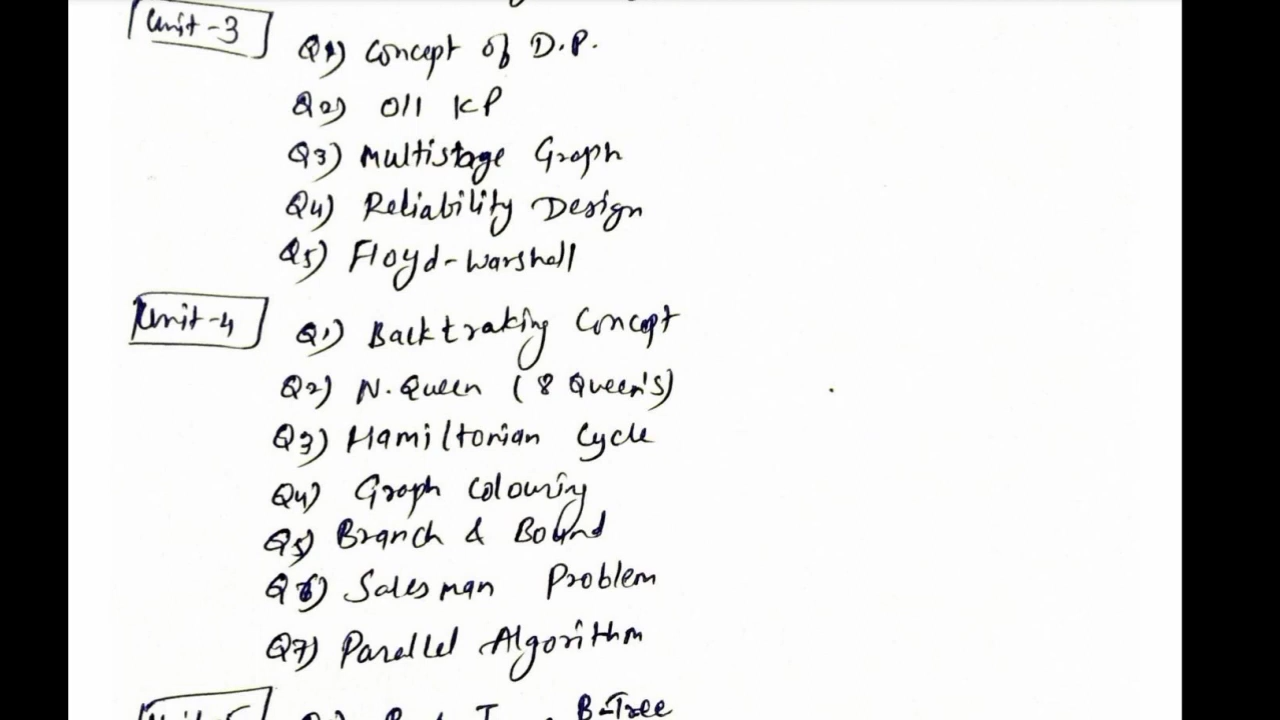 Unit-3
Q1) Concept of D.P.
Q2) 0/1 KP
Q3) Multistage Graph
Q4) Reliability Design
Q5) Floyd-Warshall
Unit-4
Q1) Backtraking Concept
Q2) N.Queen (8 Queen's)
Q3) Hamiltonian Cycle
Q4) Graph Colouring
Q5) Branch & Bound
Q6) Salesman Problem
Q7) Parallel Algorithm
B-Tree